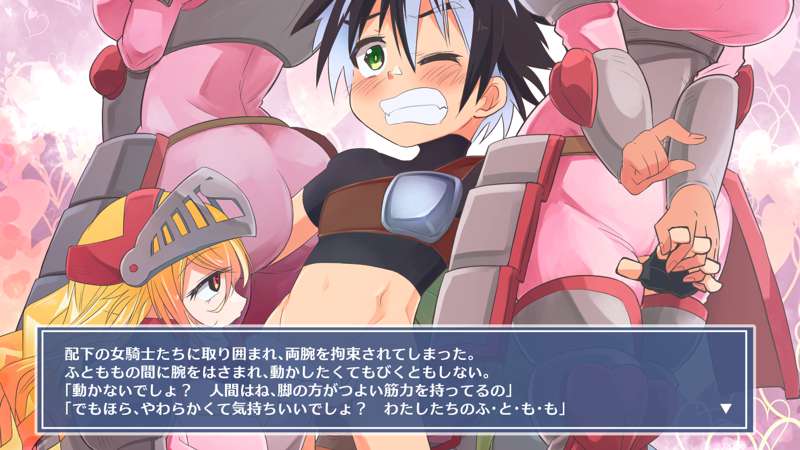 配下の女騎士たちに取り囲まれ、両腕を拘束されてしまった。
ふとももの間に腕をはさまれ、動かしたくてもびくともしない。
「動かないでしょ？　人間はね、脚の方がつよい筋力を持ってるの」
「でもほら、やわらかくて気持ちいいでしょ？　わたしたちのふ・と・も・も」